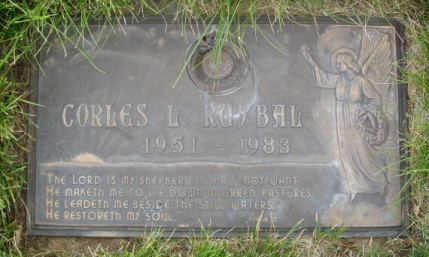 CORLES L. RUYBAL
1951 - 1983
THE LORD IS MY SHEPHERD I SHALL NOT WANT
HE MAKETH ME TO LIE DOWN IN GREEN PASTURES
HE LEADETH ME BESIDE THE STILL WATERS.
HE RESTORETH MY SOUL.